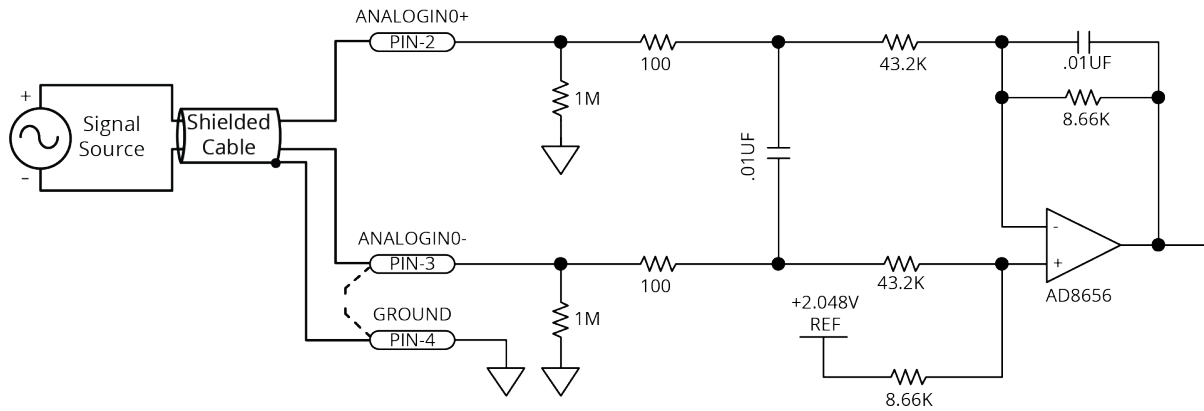 ANALOGIN0+
PIN-2
100
43.2K
.01UF
8.66K
1M
+
Signal
Source
-
Shielded
Cable
.01UF
ANALOGIN0-
PIN-3
100
43.2K
-
+
AD8656
1M
GROUND
PIN-4
+2.048V
REF
8.66K